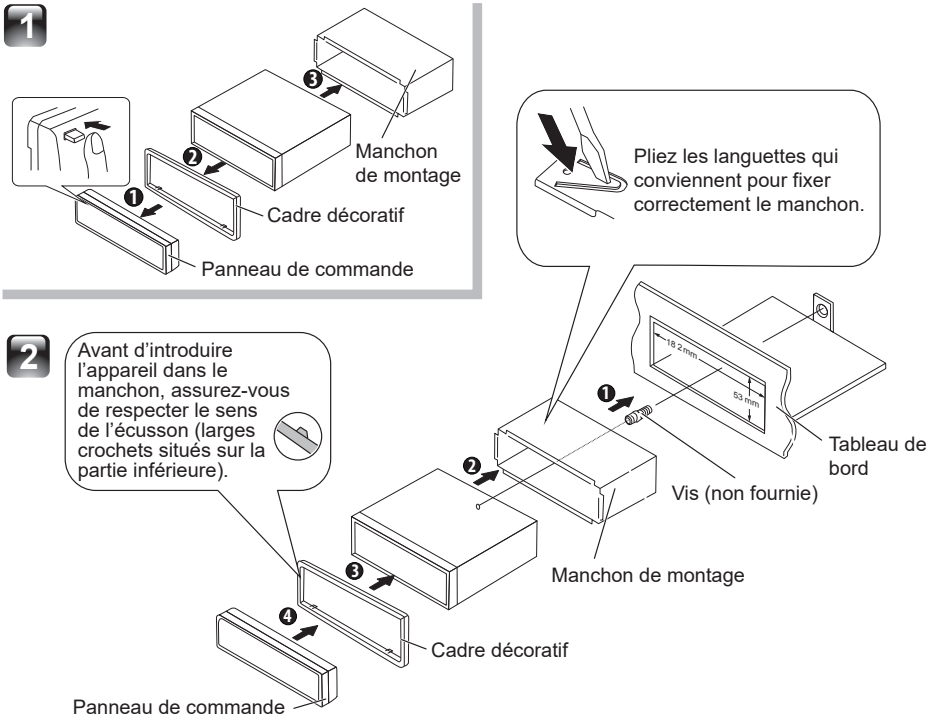 1
3
2
1
Manchon
de montage
Cadre décoratif
Panneau de commande
Pliez les languettes qui
conviennent pour fixer
correctement le manchon.
2
Avant d'introduire
l'appareil dans le
manchon, assurez-vous
de respecter le sens
de l'écusson (larges
crochets situés sur la
partie inférieure).
18 2 mm
53 mm
1
Tableau de
bord
2
Vis (non fournie)
Manchon de montage
3
4
Cadre décoratif
Panneau de commande